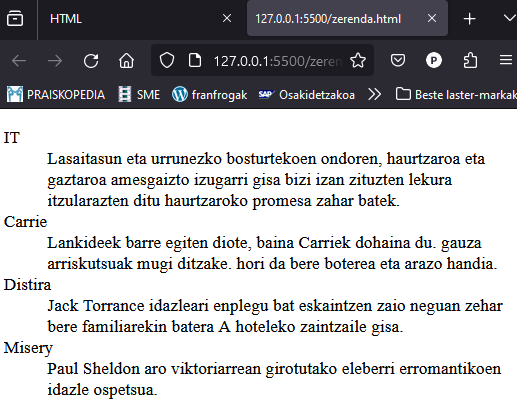 HTML
127.0.0.1:5500/zerenda.html
127.0.0.1:5500/zeren
PRAISKOPEDIA
SME
franfrogak
SAP
Osakidetzakoa
Beste laster-markak
IT
Lasaitasun eta urrunezko bosturtekoen ondoren, haurtzaroa eta
gaztaroa amesgaizto izugarri gisa bizi izan zituzten lekura
itzularazten ditu haurtzaroko promesa zahar batek.
Carrie
Lankideek barre egiten diote, baina Carriek dohaina du. gauza
arriskutsuak mugi ditzake. hori da bere boterea eta arazo handia.
Distira
Jack Torrance idazleari enplegu bat eskaintzen zaio neguan zehar
bere familiarekin batera A hoteleko zaintzaile gisa.
Misery
Paul Sheldon aro viktoriarrean girotutako eleberri erromantikoen
idazle ospetsua.